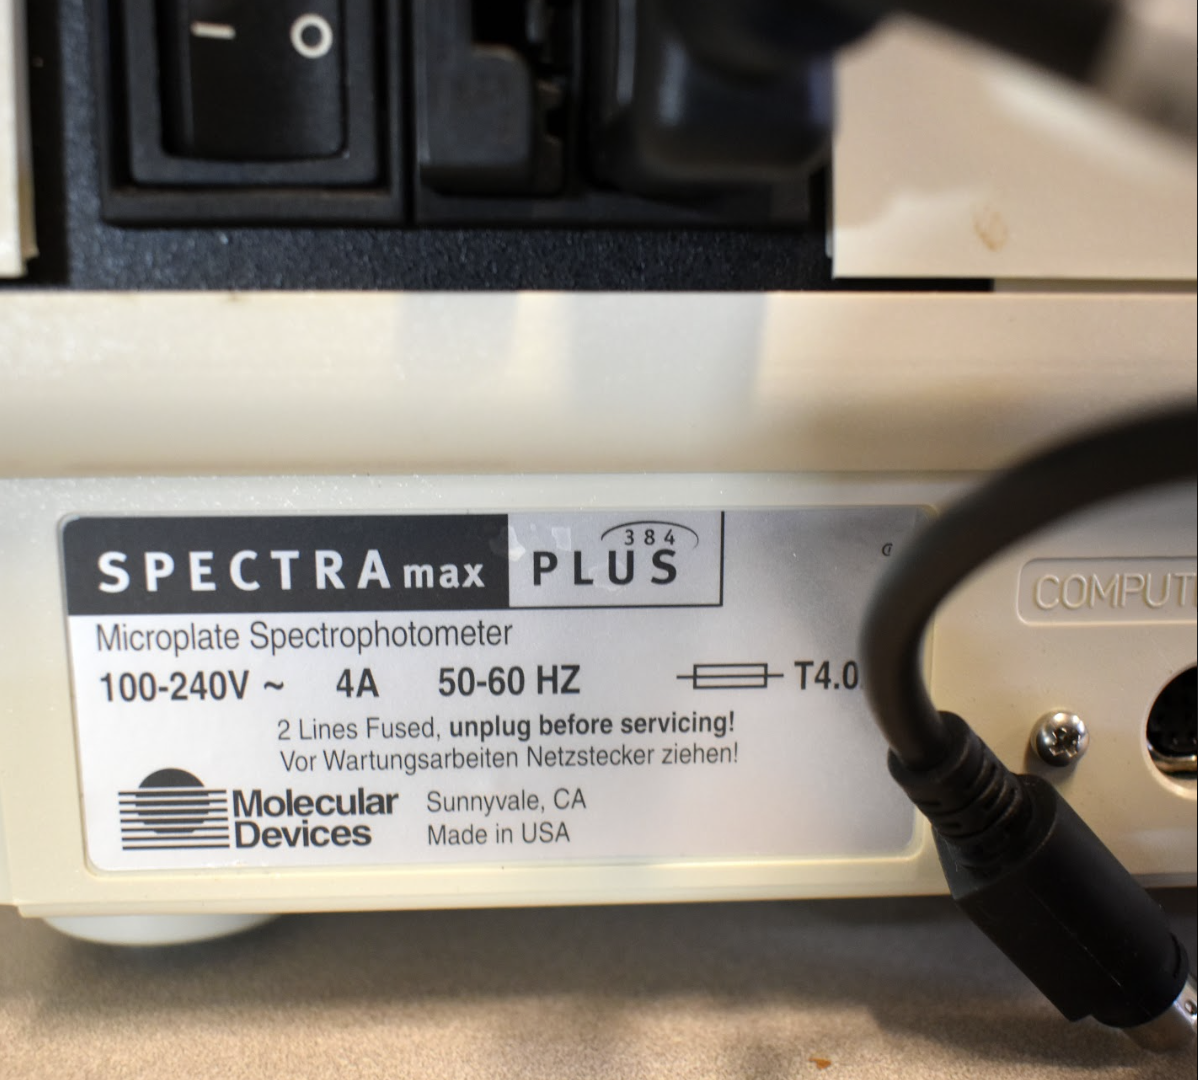 SPECTRAmax PLUS 384
Microplate Spectrophotometer
100-240V ~ 4A 50-60 HZ T4.0
2 Lines Fused, unplug before servicing!
Vor Wartungsarbeiten Netzstecker ziehen!
Molecular Devices
Sunnyvale, CA
Made in USA
COMPUT